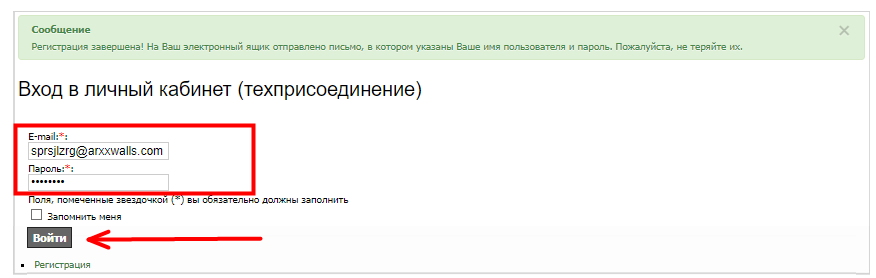 Сообщение
Регистрация завершена! На Ваш электронный ящик отправлено письмо, в котором указаны Ваше имя пользователя и пароль. Пожалуйста, не теряйте их.
Вход в личный кабинет (техприсоединение)
E-mail:*:
sprsjlzrg@arxxwalls.com
Пароль:*:
••••••••
Поля, помеченные звездочкой (*) вы обязательно должны заполнить
Запомнить меня
Войти
Регистрация